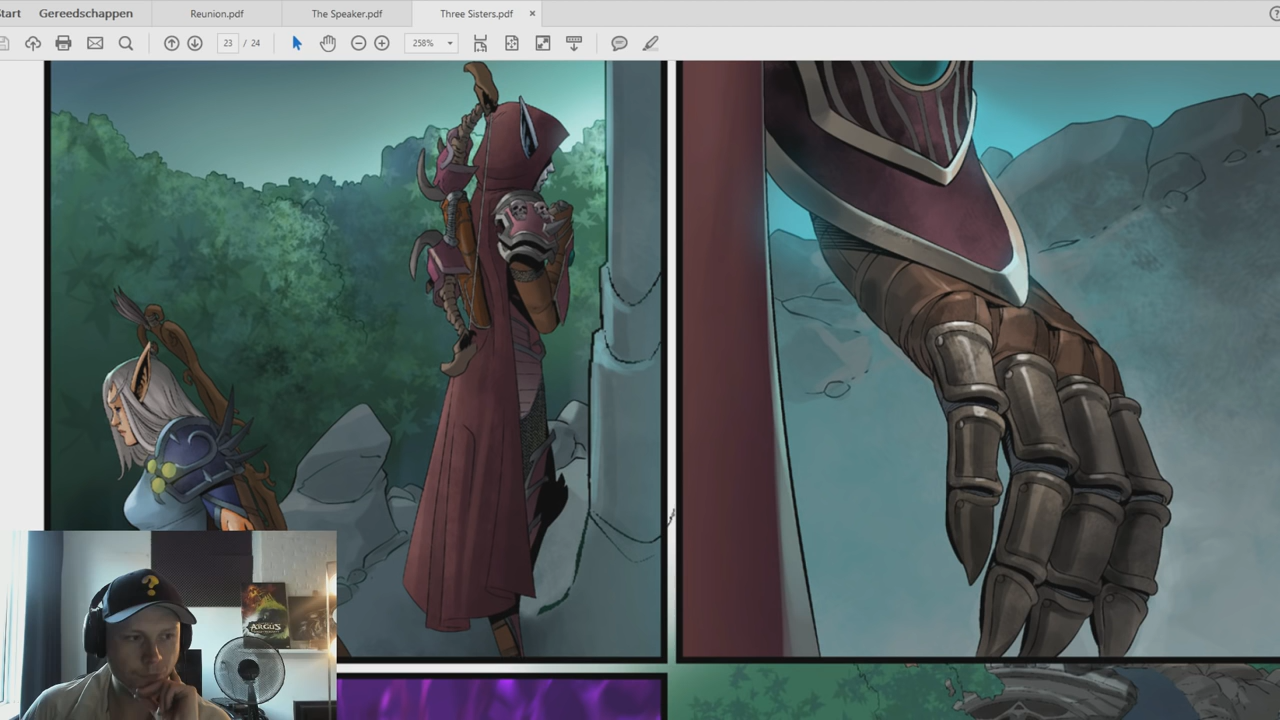 Start Gereedschappen Reunion.pdf The Speaker.pdf Three Sisters.pdf
23 / 24 258%
?
ARGUS